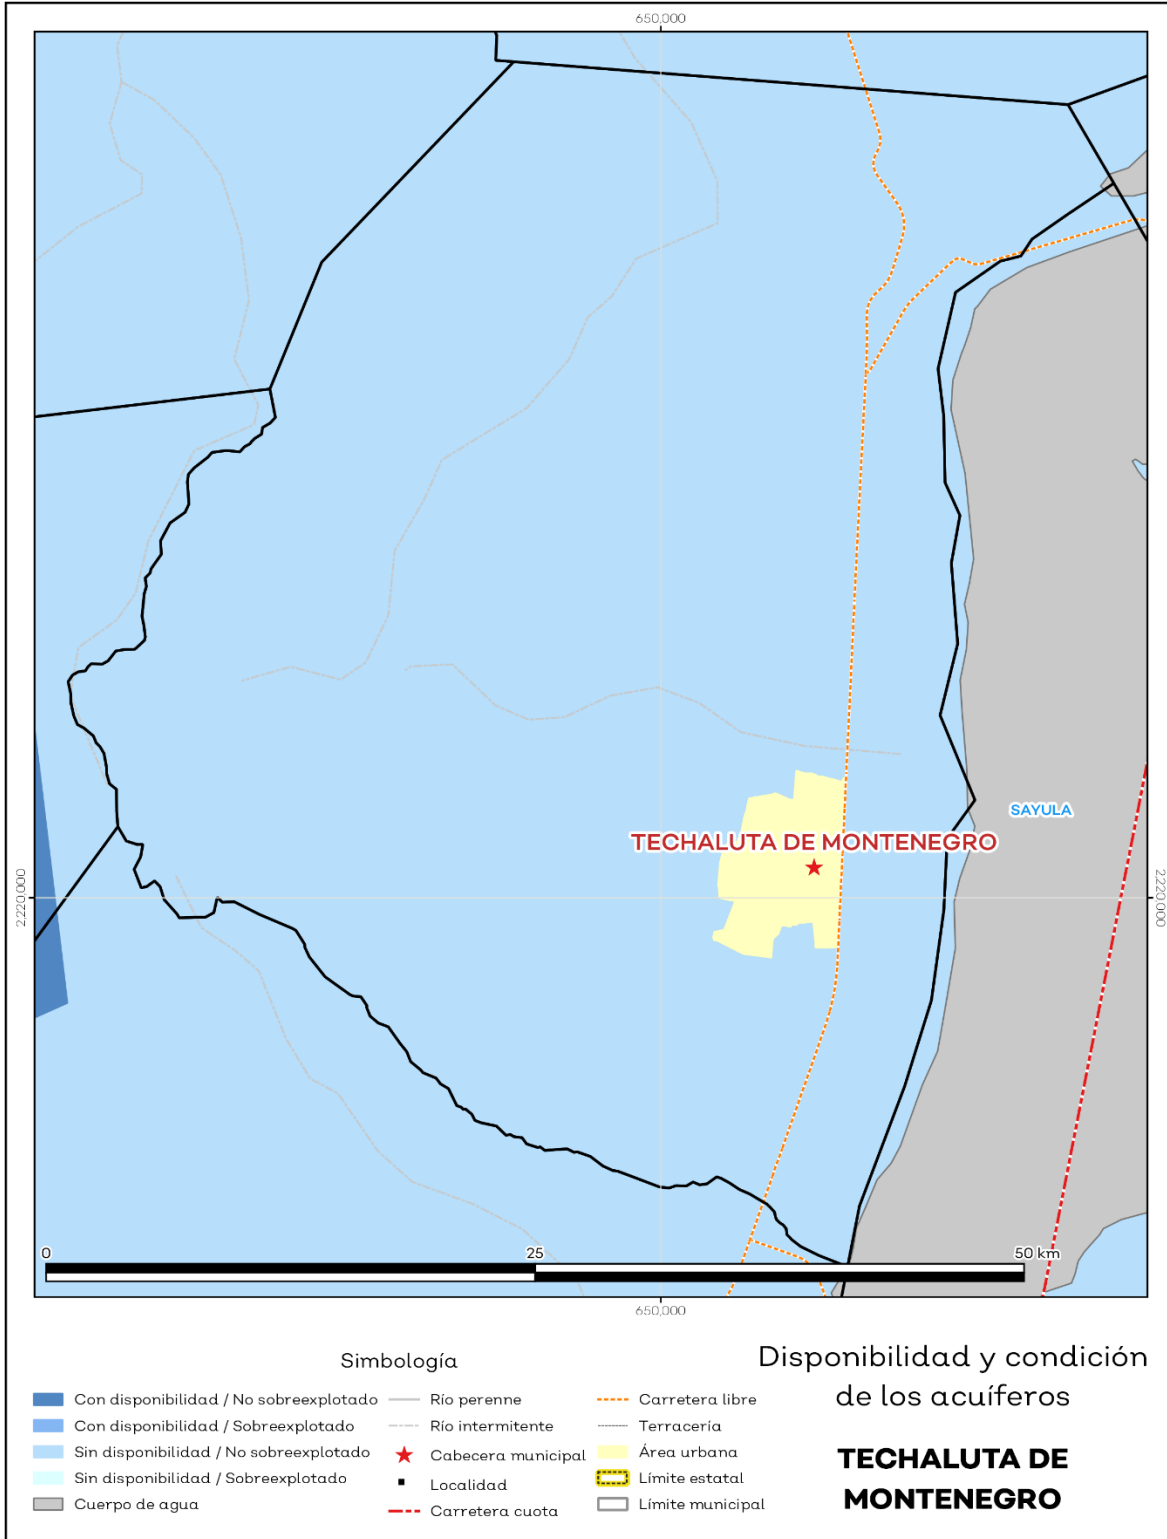 650,000
2220,000
2220,000
SAYULA
TECHALUTA DE MONTENEGRO
0 25 50 km
650,000
Simbología
Con disponibilidad / No sobreexplotado
Con disponibilidad / Sobreexplotado
Sin disponibilidad / No sobreexplotado
Sin disponibilidad / Sobreexplotado
Cuerpo de agua
Río perenne
Río intermitente
Cabecera municipal
Localidad
Carretera cuota
Carretera libre
Terracería
Área urbana
Límite estatal
Límite municipal
Disponibilidad y condición
de los acuíferos
TECHALUTA DE
MONTENEGRO